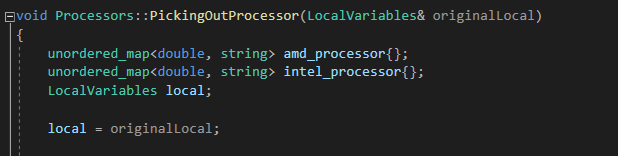 void Processors::PickingOutProcessor(LocalVariables& originalLocal)
{
unordered_map<double, string> amd_processor{};
unordered_map<double, string> intel_processor{};
LocalVariables local;
local = originalLocal;